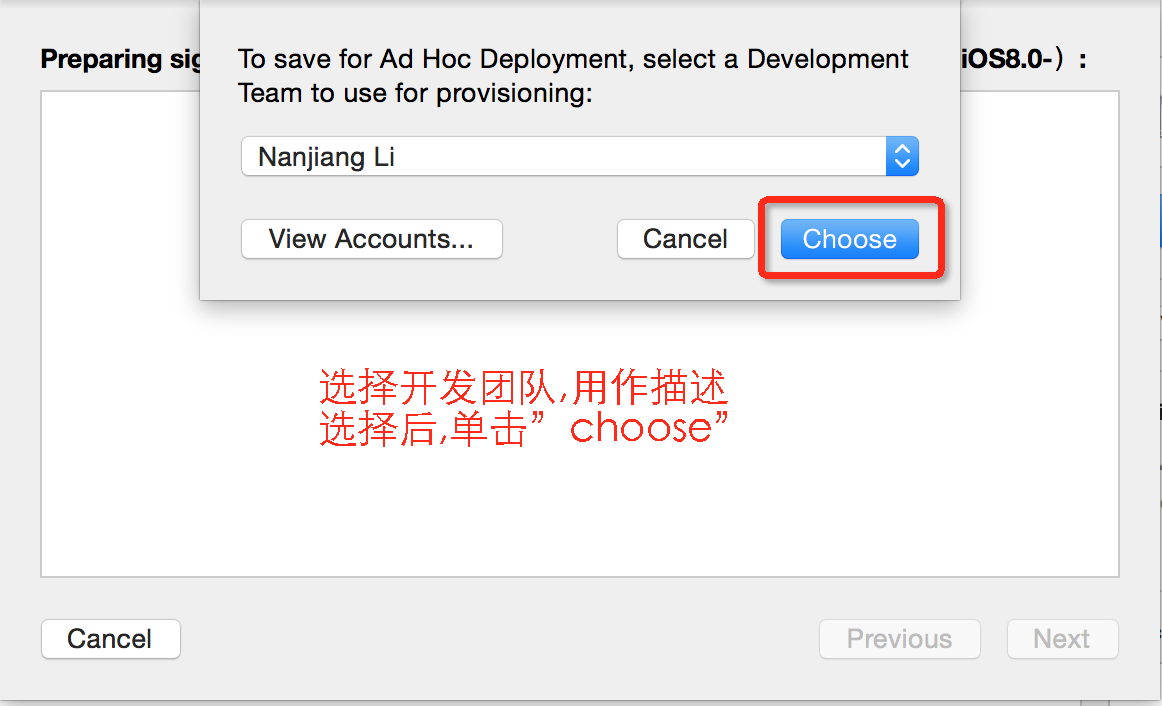 To save for Ad Hoc Deployment, select a Development
Team to use for provisioning:
Preparing sig
iOS8.0-）：
Nanjiang Li
View Accounts...
Cancel
Choose
选择开发团队,用作描述
选择后,单击”choose”
Cancel
Previous
Next